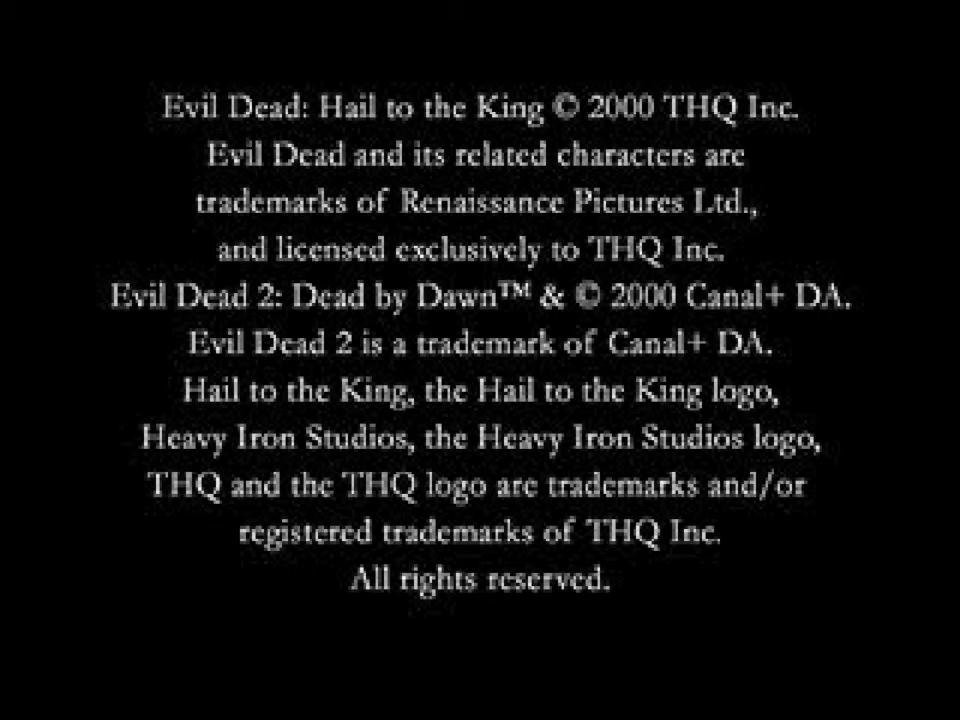 Evil Dead: Hail to the King © 2000 THQ Inc.
Evil Dead and its related characters are
trademarks of Renaissance Pictures Ltd.,
and licensed exclusively to THQ Inc.
Evil Dead 2: Dead by Dawn™ & © 2000 Canal+ DA.
Evil Dead 2 is a trademark of Canal+ DA.
Hail to the King, the Hail to the King logo,
Heavy Iron Studios, the Heavy Iron Studios logo,
THQ and the THQ logo are trademarks and/or
registered trademarks of THQ Inc.
All rights reserved.